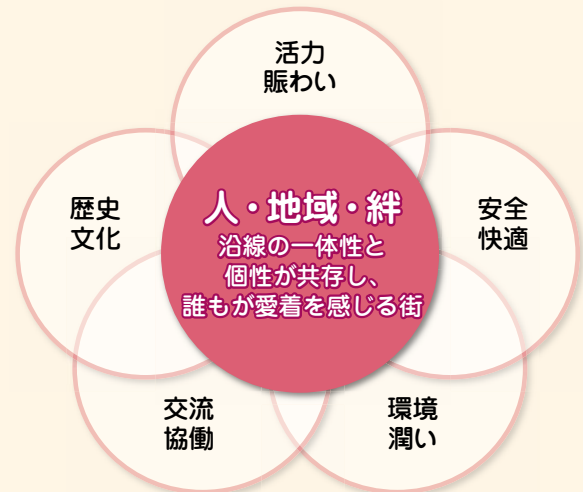 活力
賑わい
歴史
文化
人・地域・絆
沿線の一体性と
個性が共存し、
誰もが愛着を感じる街
安全
快適
交流
協働
環境
潤い